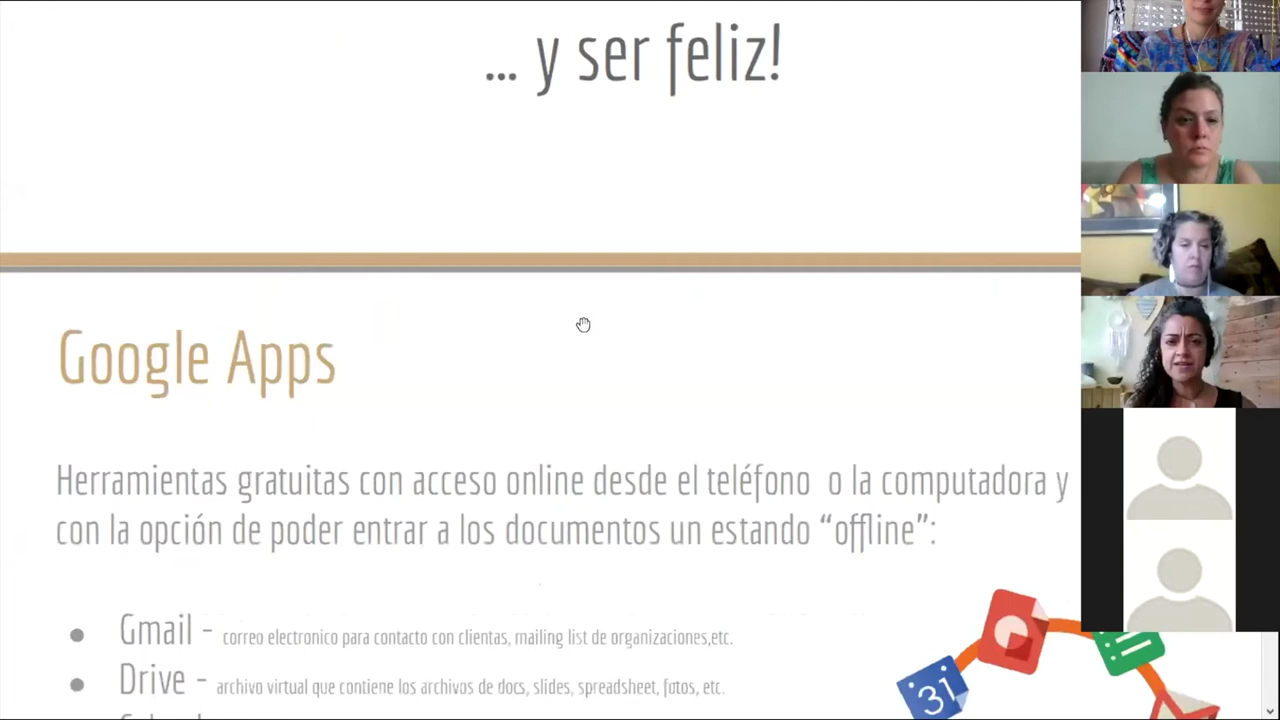 ... y ser feliz!
Google Apps
Herramientas gratuitas con acceso online desde el teléfono o la computadora y
con la opción de poder entrar a los documentos un estando “offline”:
● Gmail - correo electronico para contacto con clientas, mailing list de organizaciones,etc.
● Drive - archivo virtual que contiene los archivos de docs, slides, spreadsheet, fotos, etc.
31